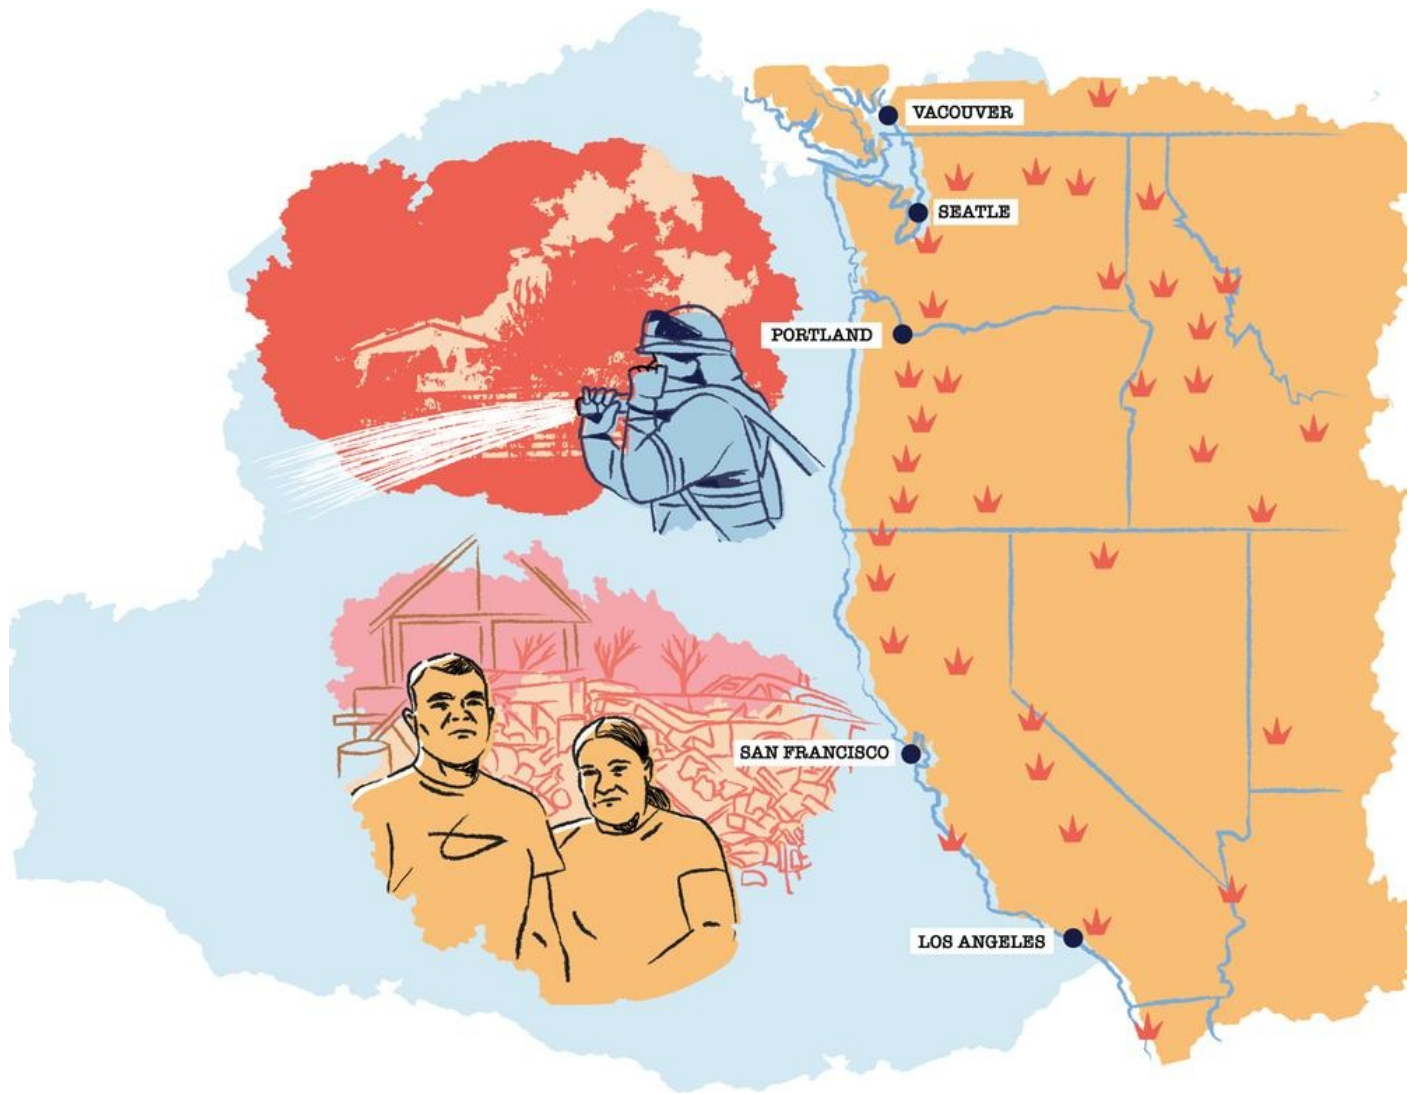 VACOUVER
SEATLE
PORTLAND
SAN FRANCISCO
LOS ANGELES